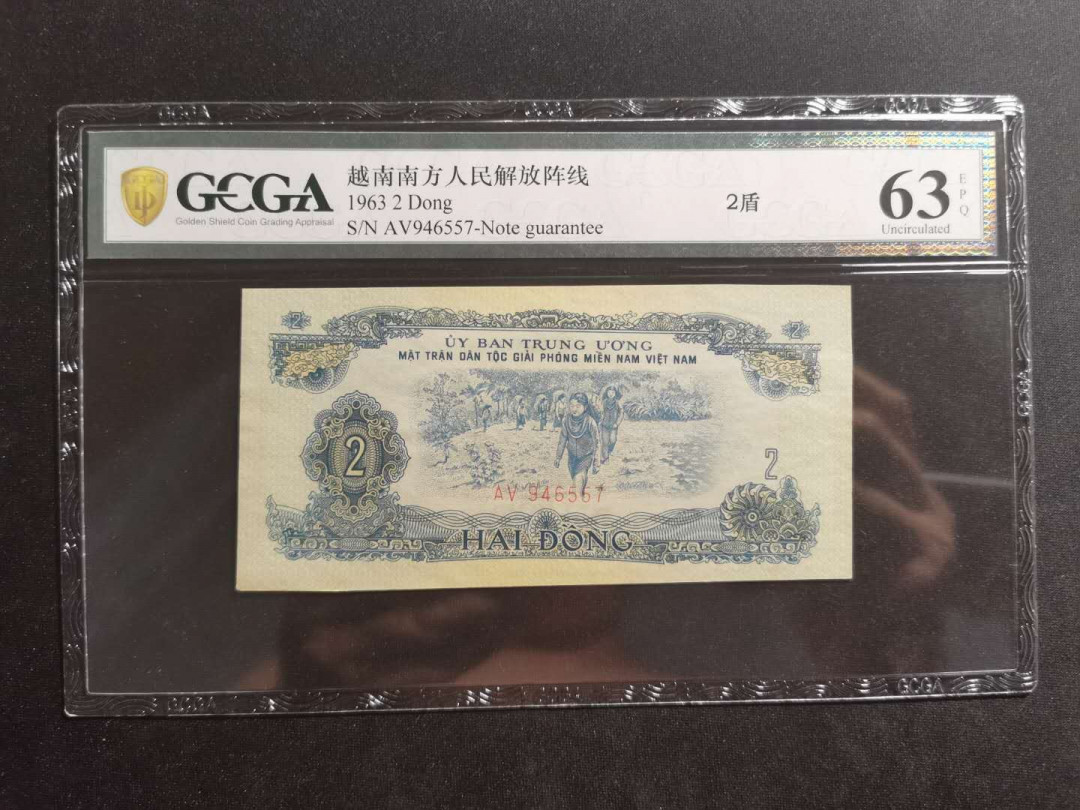 GCGA
Golden Shield Coin Grading Appraisal
越南南方人民解放阵线
1963 2 Dong
2盾
S/N AV946557-Note guarantee
63
EPQ
Uncirculated
2
2
ỦY BAN TRUNG ƯƠNG
MẶT TRẬN DÂN TỘC GIẢI PHÓNG MIỀN NAM VIỆT NAM
2
2
AV 946557
HAI ĐỒNG
GCGA
GCGA